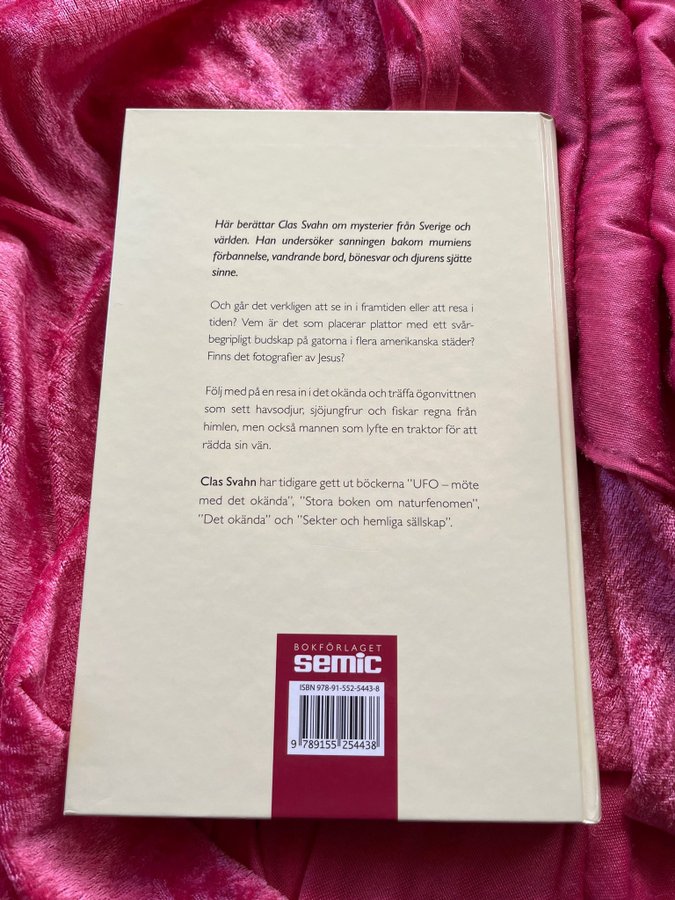 Här berättar Clas Svahn om mysterier från Sverige och
världen. Han undersöker sanningen bakom mumiens
förbannelse, vandrande bord, bönesvar och djurens sjätte
sinne.
Och går det verkligen att se in i framtiden eller att resa i
tiden? Vem är det som placerar plattor med ett svår-
begripligt budskap på gatorna i flera amerikanska städer?
Finns det fotografier av Jesus?
Följ med på en resa in i det okända och träffa ögonvittnen
som sett havsodjur, sjöjungfrur och fiskar regna från
himlen, men också mannen som lyfte en traktor för att
rädda sin vän.
Clas Svahn har tidigare gett ut böckerna ”UFO – möte
med det okända”, ”Stora boken om naturfenomen”,
”Det okända” och ”Sekter och hemliga sällskap”.
BOKFÖRLAGET
semic
ISBN 978-91-552-5443-8
9 789155 254438